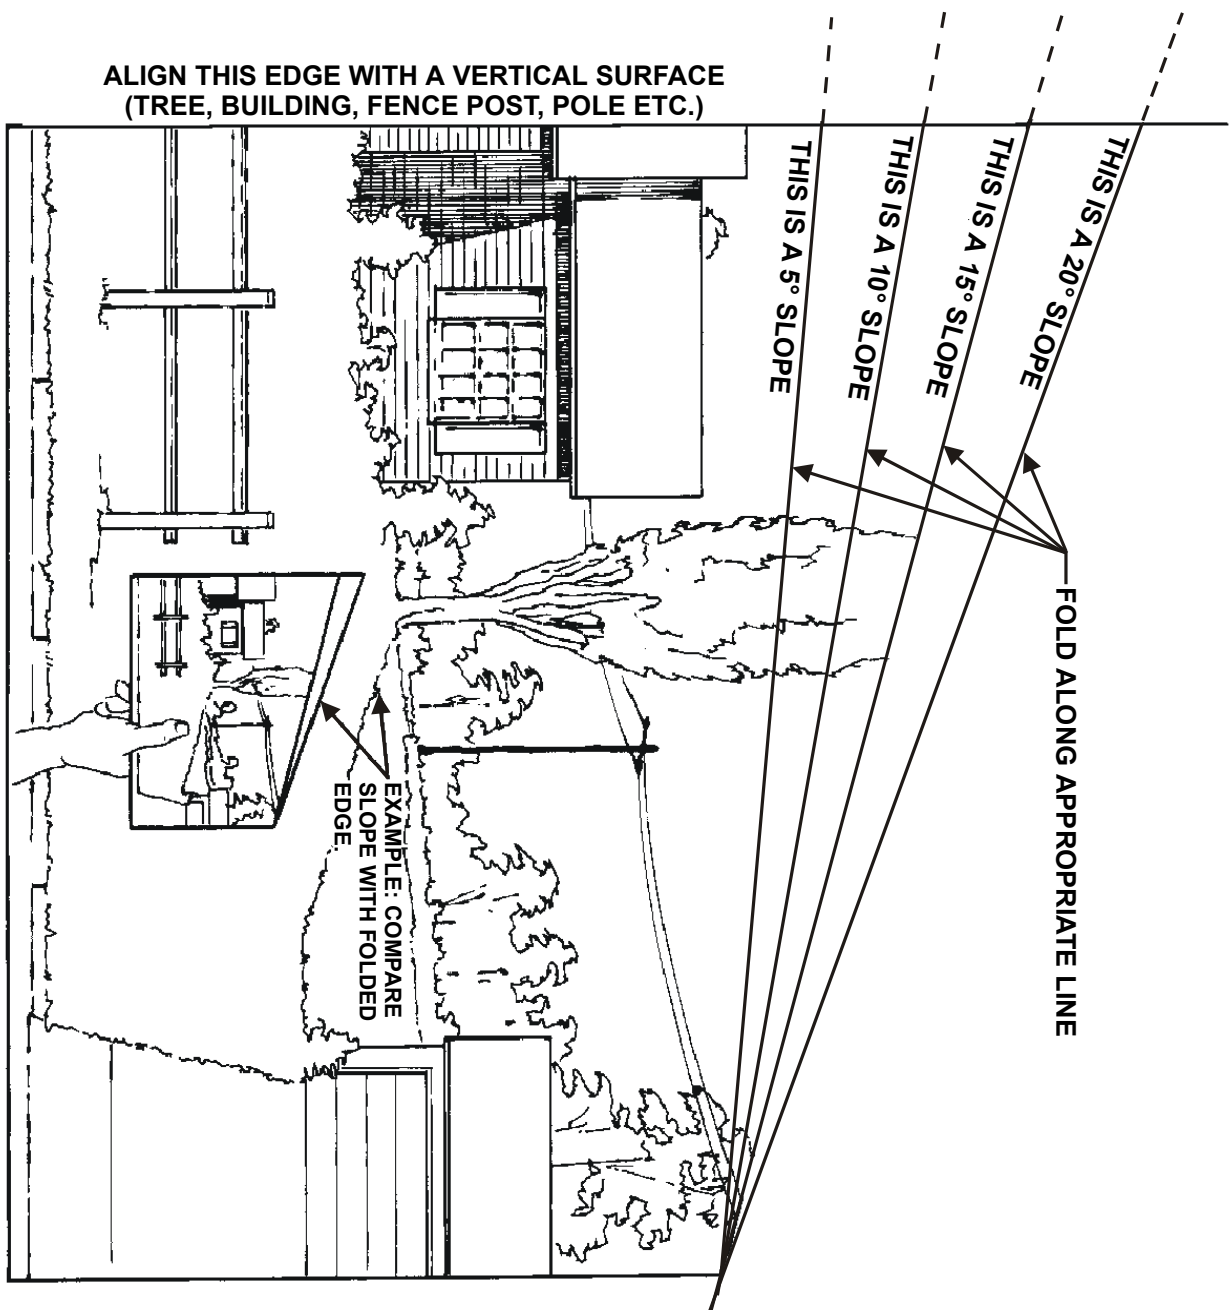 ALIGN THIS EDGE WITH A VERTICAL SURFACE
(TREE, BUILDING, FENCE POST, POLE ETC.)
THIS IS A 5° SLOPE
THIS IS A 10° SLOPE
THIS IS A 15° SLOPE
THIS IS A 20° SLOPE
FOLD ALONG APPROPRIATE LINE
EXAMPLE: COMPARE
SLOPE WITH FOLDED
EDGE.